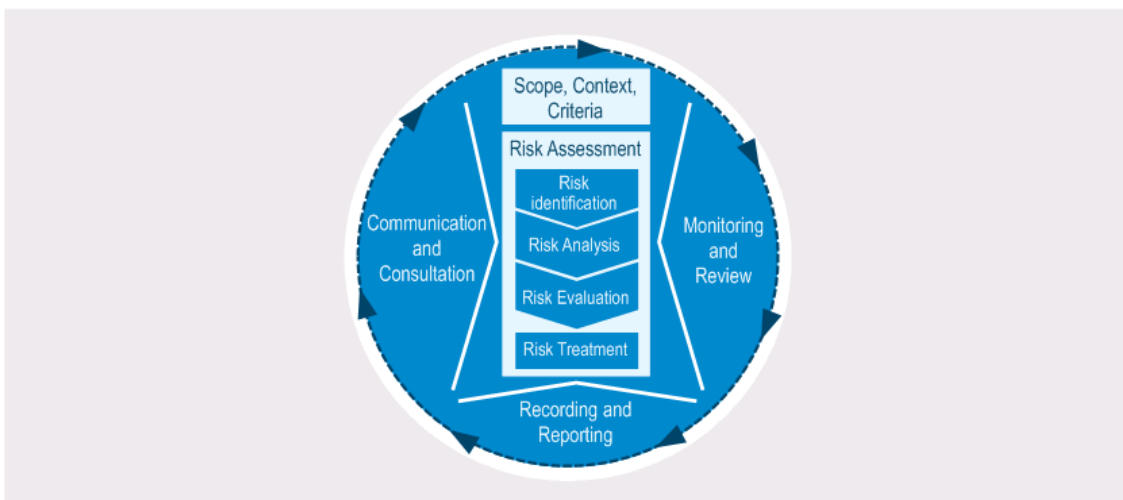 Scope, Context,
Criteria
Risk Assessment
Risk
identification
Risk Analysis
Risk Evaluation
Risk Treatment
Communication
and
Consultation
Monitoring
and
Review
Recording and
Reporting